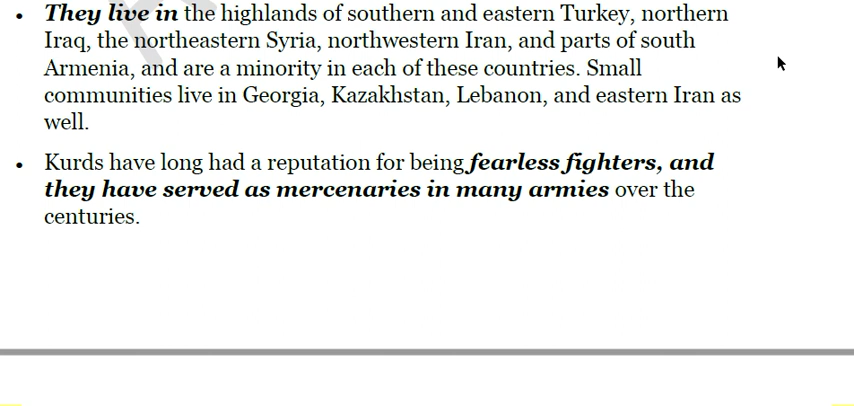 • They live in the highlands of southern and eastern Turkey, northern
Iraq, the northeastern Syria, northwestern Iran, and parts of south
Armenia, and are a minority in each of these countries. Small
communities live in Georgia, Kazakhstan, Lebanon, and eastern Iran as
well.
• Kurds have long had a reputation for being fearless fighters, and
they have served as mercenaries in many armies over the
centuries.